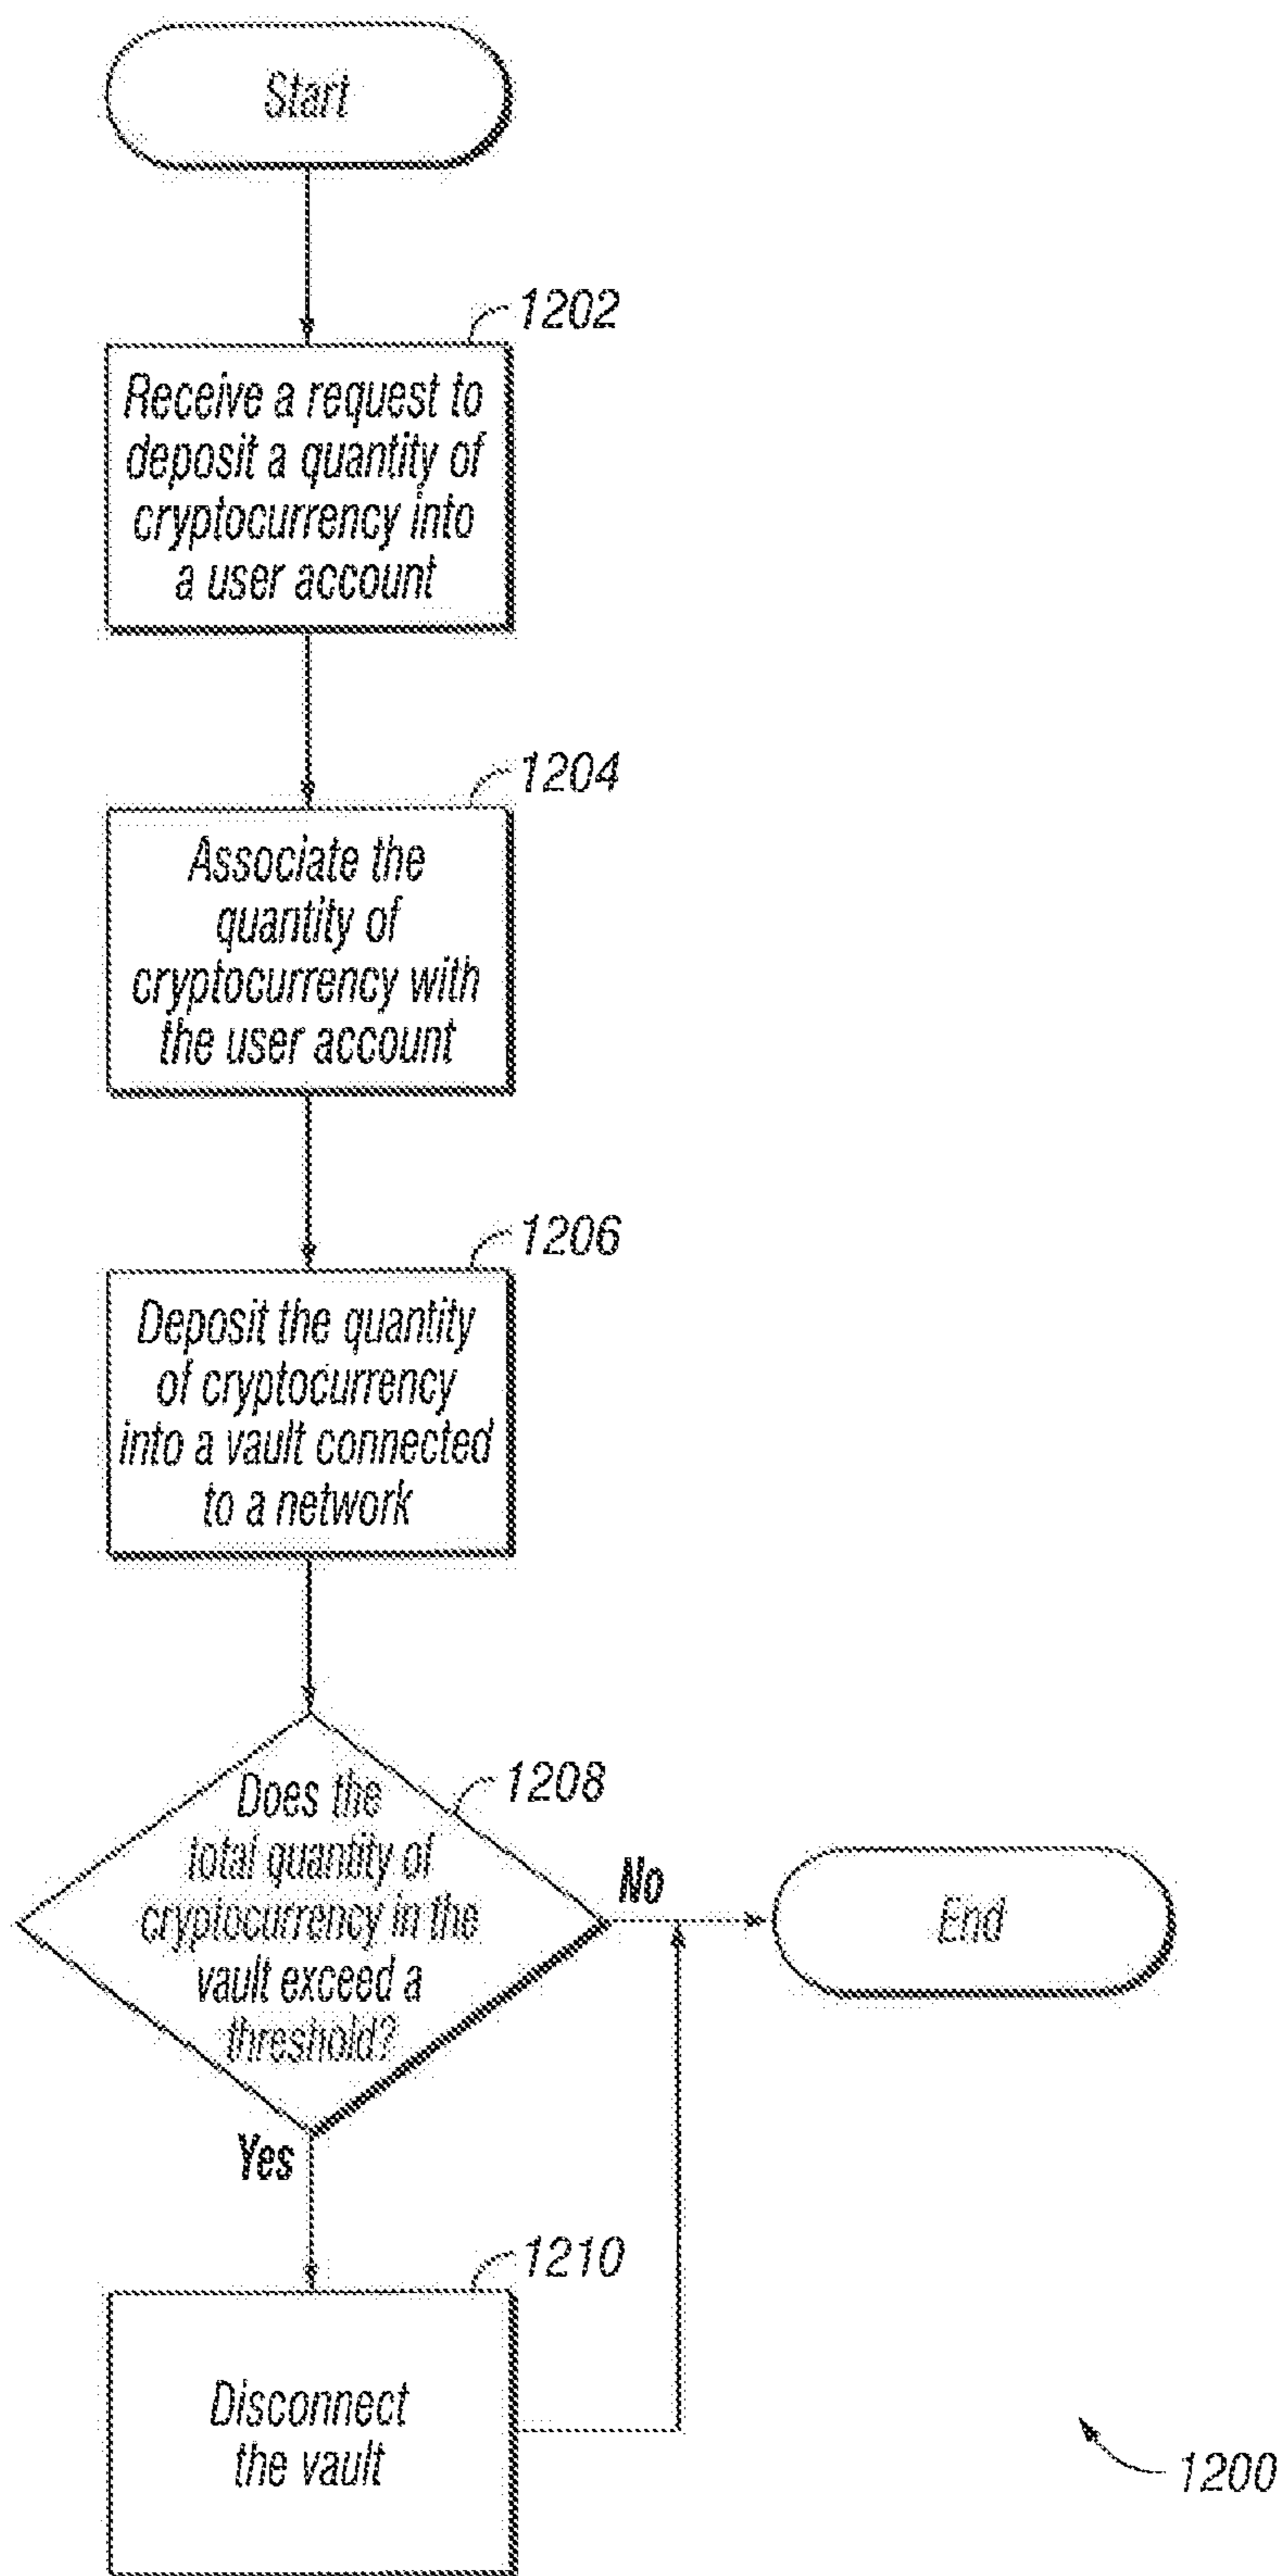 Start
1202
Receive a request to
deposit a quantity of
cryptocurrency into
a user account
1204
Associate the
quantity of
cryptocurrency with
the user account
1206
Deposit the quantity
of cryptocurrency
into a vault connected
to a network
1208
Does the
total quantity of
cryptocurrency in the
vault exceed a
threshold?
No
End
Yes
1210
Disconnect
the vault
1200